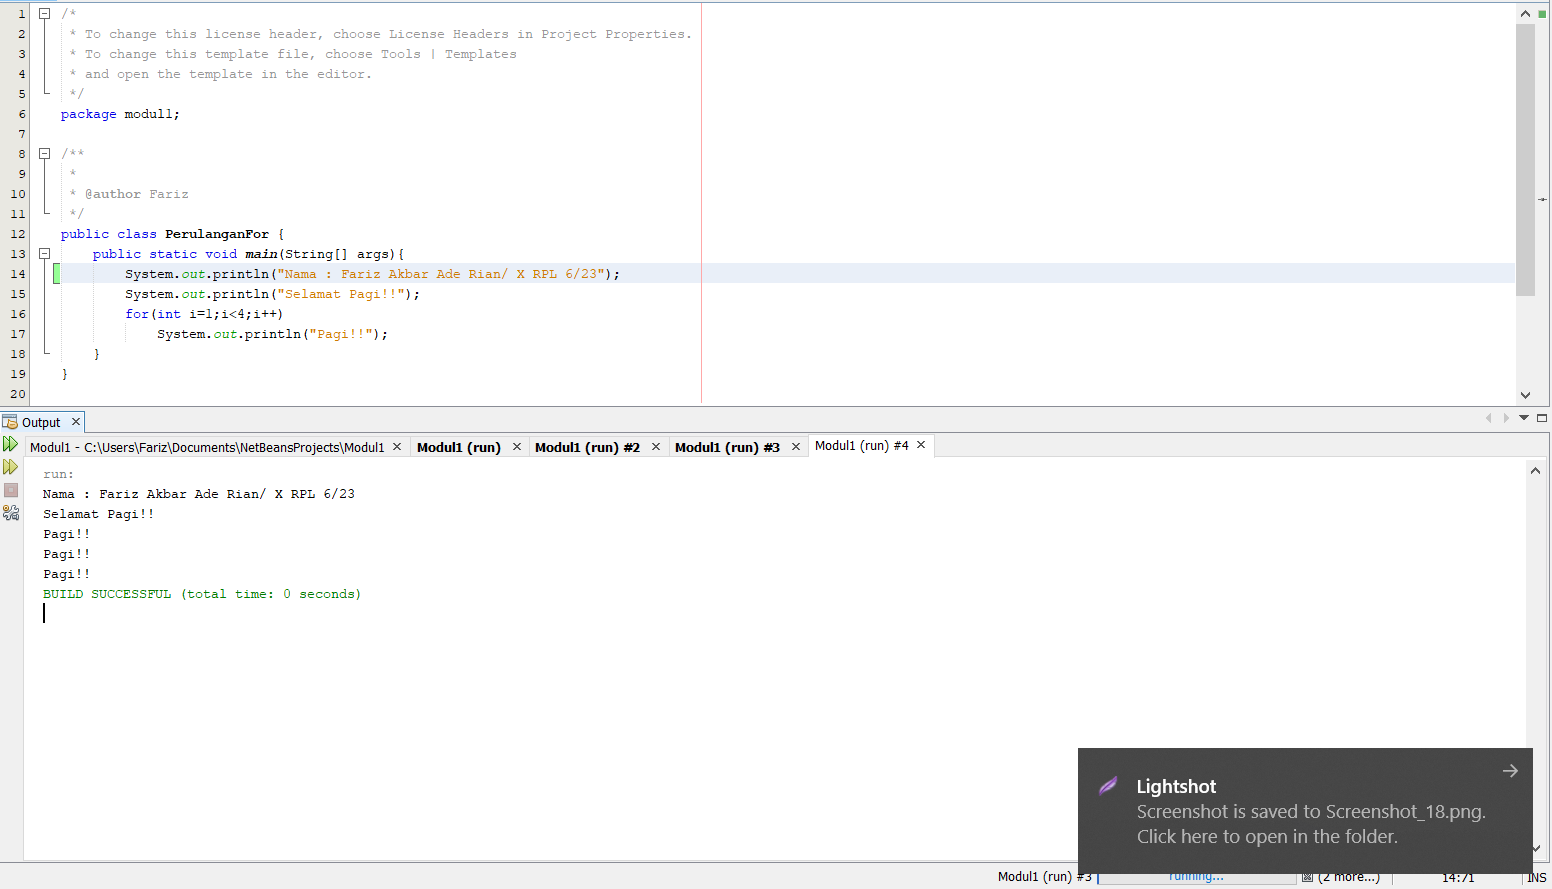 1 /*
2 * To change this license header, choose License Headers in Project Properties.
3 * To change this template file, choose Tools | Templates
4 * and open the template in the editor.
5 */
6 package modul1;
7
8 /**
9 *
10 * @author Fariz
11 */
12 public class PerulanganFor {
13 public static void main(String[] args){
14 System.out.println("Nama : Fariz Akbar Ade Rian/ X RPL 6/23");
15 System.out.println("Selamat Pagi!!");
16 for(int i=1;i<4;i++)
17 System.out.println("Pagi!!");
18 }
19 }
20
Output
Modul1 - C:\Users\Fariz\Documents\NetBeansProjects\Modul1 Modul1 (run) Modul1 (run) #2 Modul1 (run) #3 Modul1 (run) #4
run:
Nama : Fariz Akbar Ade Rian/ X RPL 6/23
Selamat Pagi!!
Pagi!!
Pagi!!
Pagi!!
BUILD SUCCESSFUL (total time: 0 seconds)
Lightshot
Screenshot is saved to Screenshot_18.png.
Click here to open in the folder.
Modul1 (run) #3 running... (2 more...) 14:71 INS